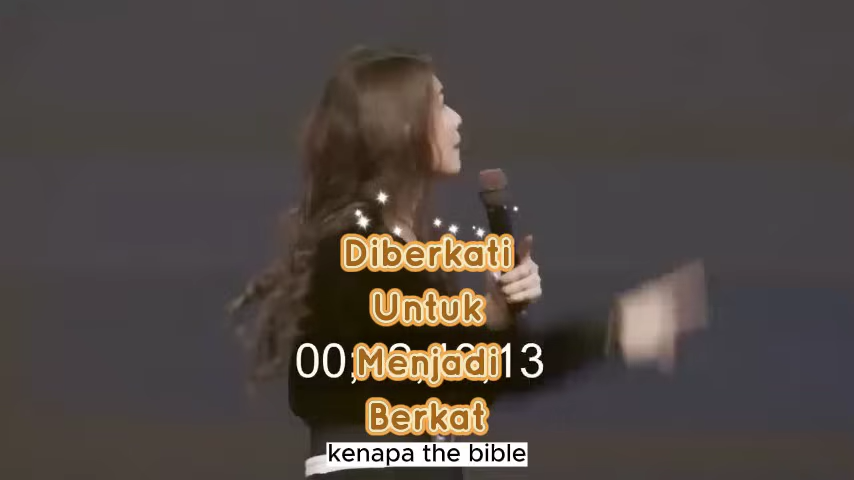 Diberkati
Untuk
Menjadi
Berkat
kenapa the bible